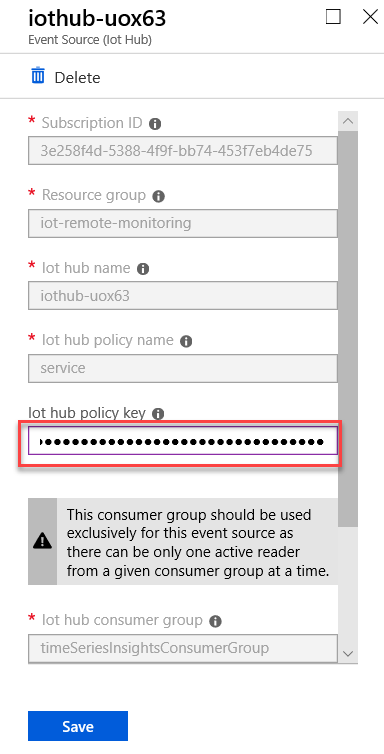 iothub-uox63
Event Source (Iot Hub)
Delete
* Subscription ID
3e258f4d-5388-4f9f-bb74-453f7eb4de75
* Resource group
iot-remote-monitoring
* Iot hub name
iothub-uox63
* Iot hub policy name
service
Iot hub policy key
This consumer group should be used
exclusively for this event source as
there can be only one active reader
from a given consumer group at a time.
* Iot hub consumer group
timeSeriesInsightsConsumerGroup
Save